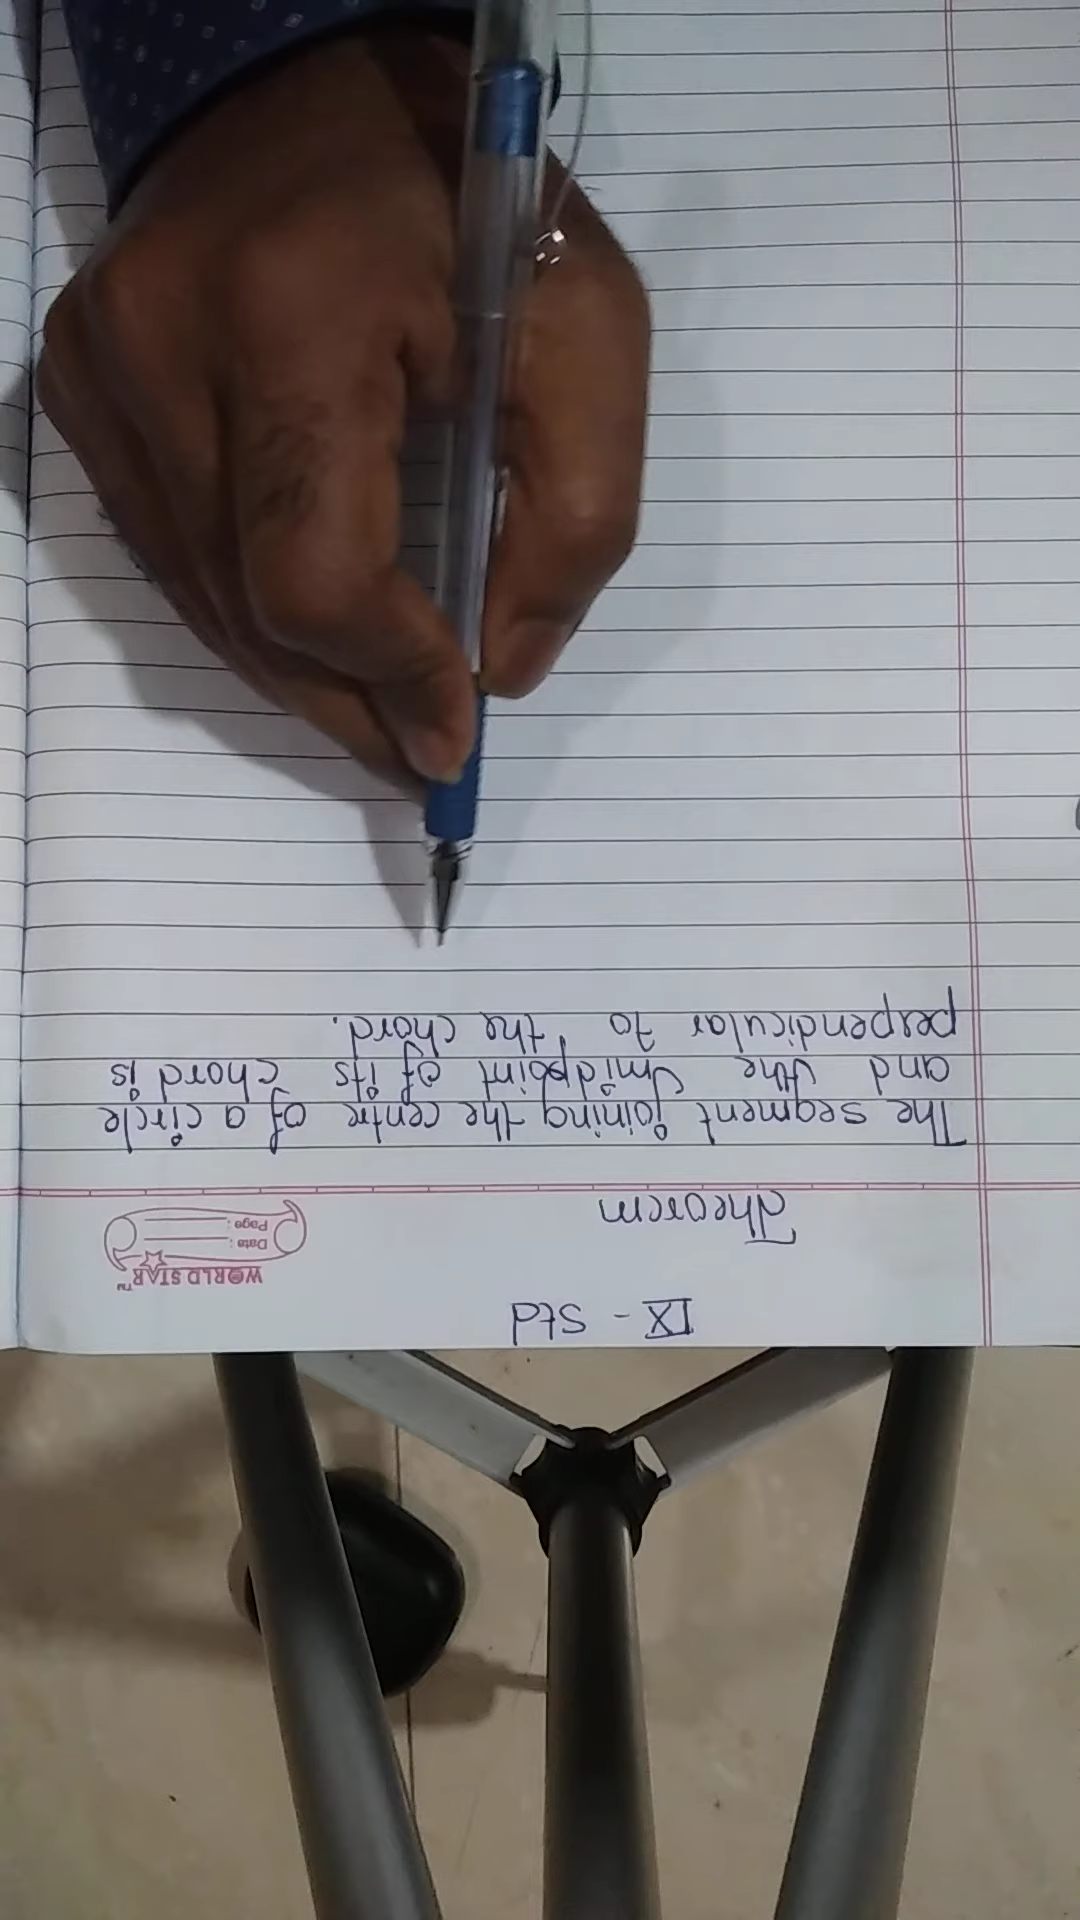 IX - Std
WORLD STAR™
Date :
Page :
Theorem
The segment joining the centre of a circle
and the midpoint of its chord is
perpendicular to the chord.